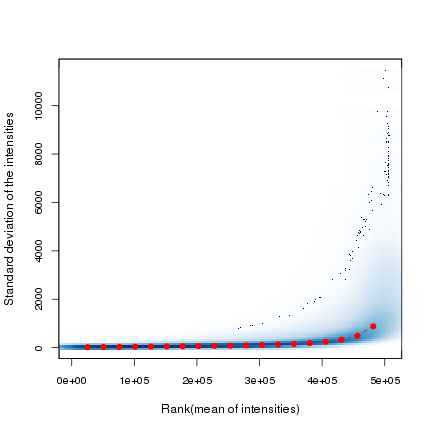 Standard deviation of the intensities
10000
8000
6000
4000
2000
0
0e+00 1e+05 2e+05 3e+05 4e+05 5e+05
Rank(mean of intensities)